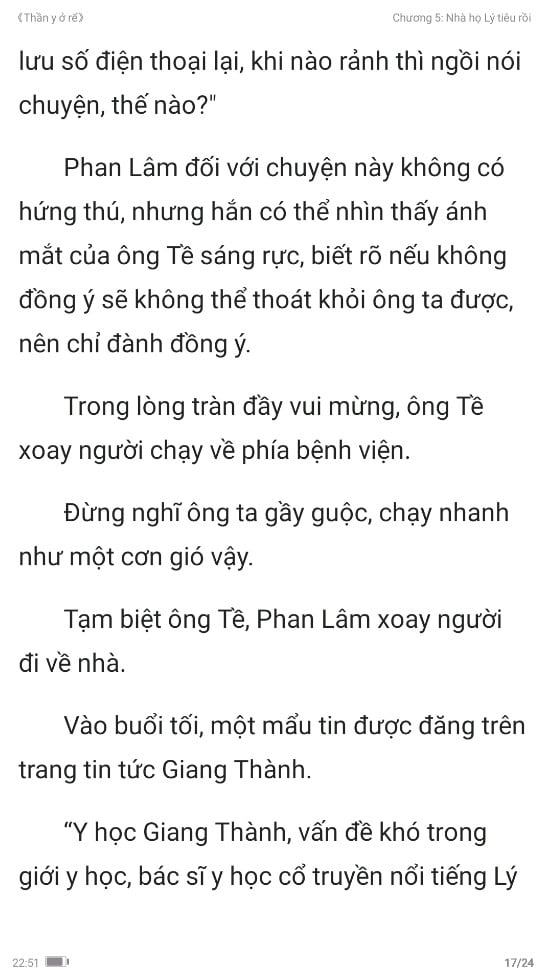 《Thần y ở rể》
Chương 5: Nhà họ Lý tiêu rồi
lưu số điện thoại lại, khi nào rảnh thì ngồi nói
chuyện, thế nào?"
Phan Lâm đối với chuyện này không có
hứng thú, nhưng hắn có thể nhìn thấy ánh
mắt của ông Tề sáng rực, biết rõ nếu không
đồng ý sẽ không thể thoát khỏi ông ta được,
nên chỉ đành đồng ý.
Trong lòng tràn đầy vui mừng, ông Tề
xoay người chạy về phía bệnh viện.
Đừng nghĩ ông ta gầy guộc, chạy nhanh
như một cơn gió vậy.
Tạm biệt ông Tề, Phan Lâm xoay người
đi về nhà.
Vào buổi tối, một mẩu tin được đăng trên
trang tin tức Giang Thành.
“Y học Giang Thành, vấn đề khó trong
giới y học, bác sĩ y học cổ truyền nổi tiếng Lý
22:51
17/24